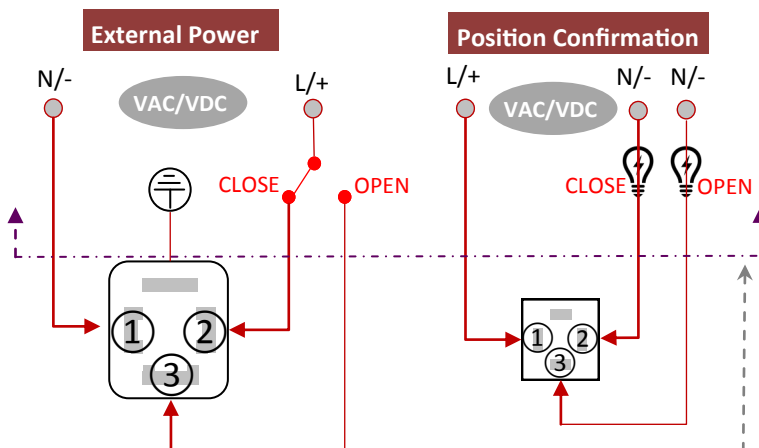 External Power
Position Confirmation
N/-
VAC/VDC
L/+
L/+
VAC/VDC
N/-
N/-
CLOSE
OPEN
CLOSE
OPEN
1
2
3
1
2
3